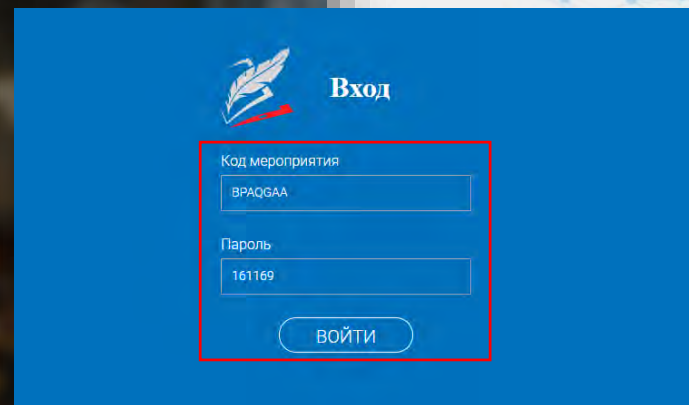 Вход
Код мероприятия
BPAQGAA
Пароль
161169
ВОЙТИ